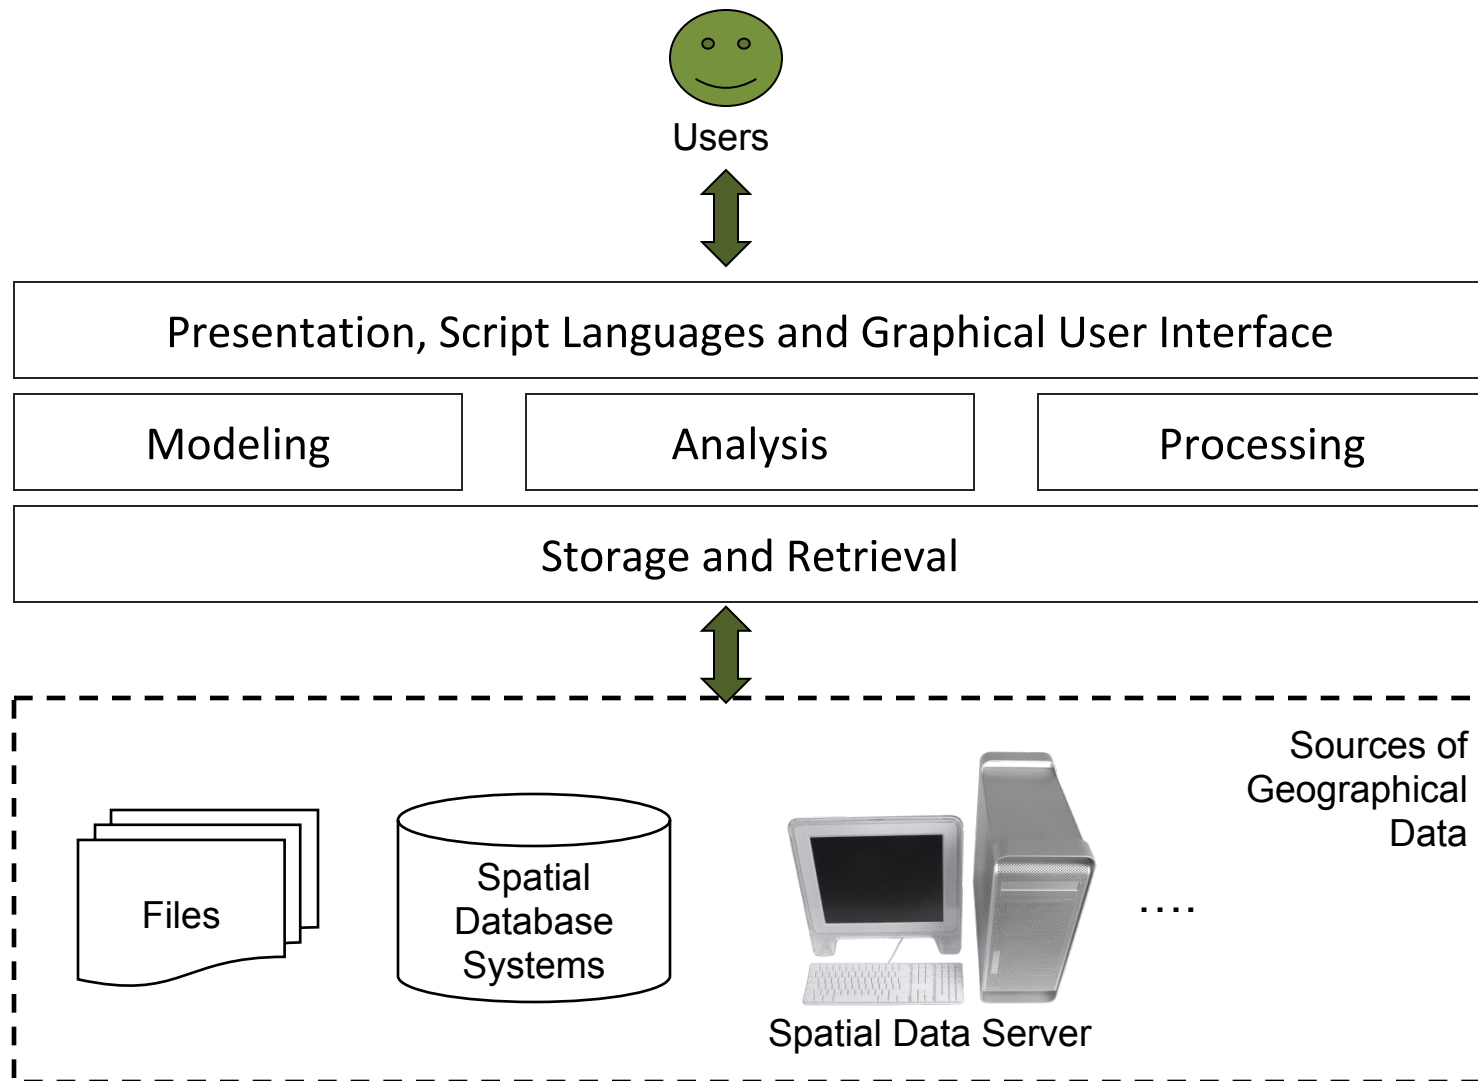 Users
Presentation, Script Languages and Graphical User Interface
Modeling
Analysis
Processing
Storage and Retrieval
Sources of
Geographical
Data
Files
Spatial
Database
Systems
....
Spatial Data Server